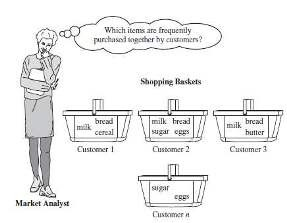 Which items are frequently
purchased together by customers?
Shopping Baskets
milk bread
cereal
milk bread
sugar eggs
milk bread
butter
Customer 1
Customer 2
Customer 3
sugar
eggs
Market Analyst
Customer n